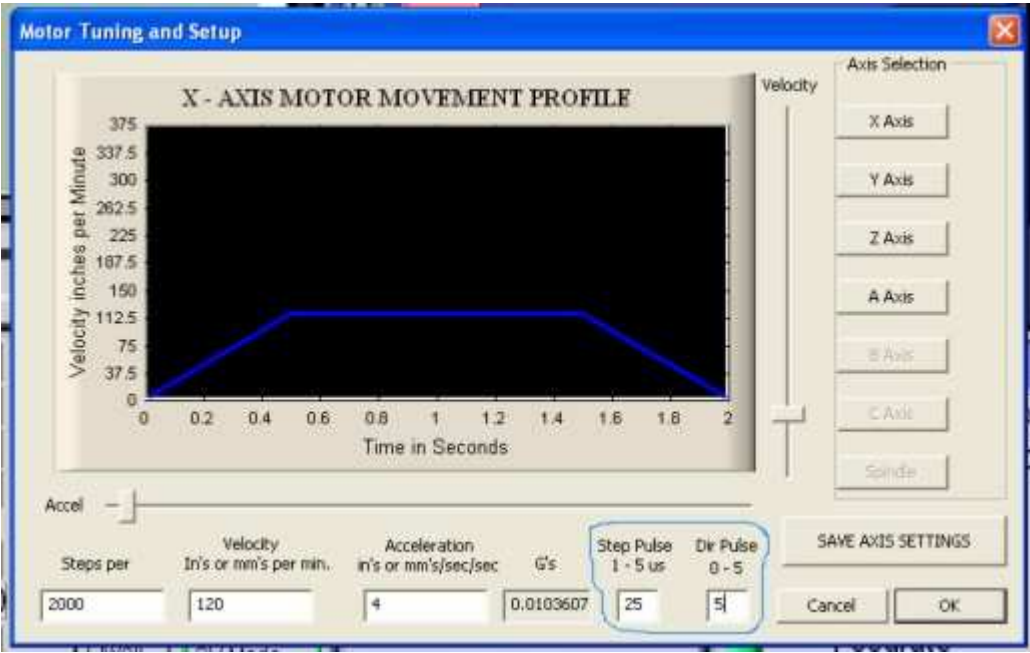 Motor Tuning and Setup
X - AXIS MOTOR MOVEMENT PROFILE
Velocity inches per Minute
375
337.5
300
262.5
225
187.5
150
112.5
75
37.5
0
0 0.2 0.4 0.6 0.8 1 1.2 1.4 1.6 1.8 2
Time in Seconds
Velocity
Axis Selection
X Axis
Y Axis
Z Axis
A Axis
B Axis
C Axis
Spindle
Accel
Steps per
Velocity
In's or mm's per min.
Acceleration
in's or mm's/sec/sec
G's
Step Pulse
1 - 5 us
Dir Pulse
0 - 5
2000 120 4 0.0103607 25 5
SAVE AXIS SETTINGS
Cancel OK